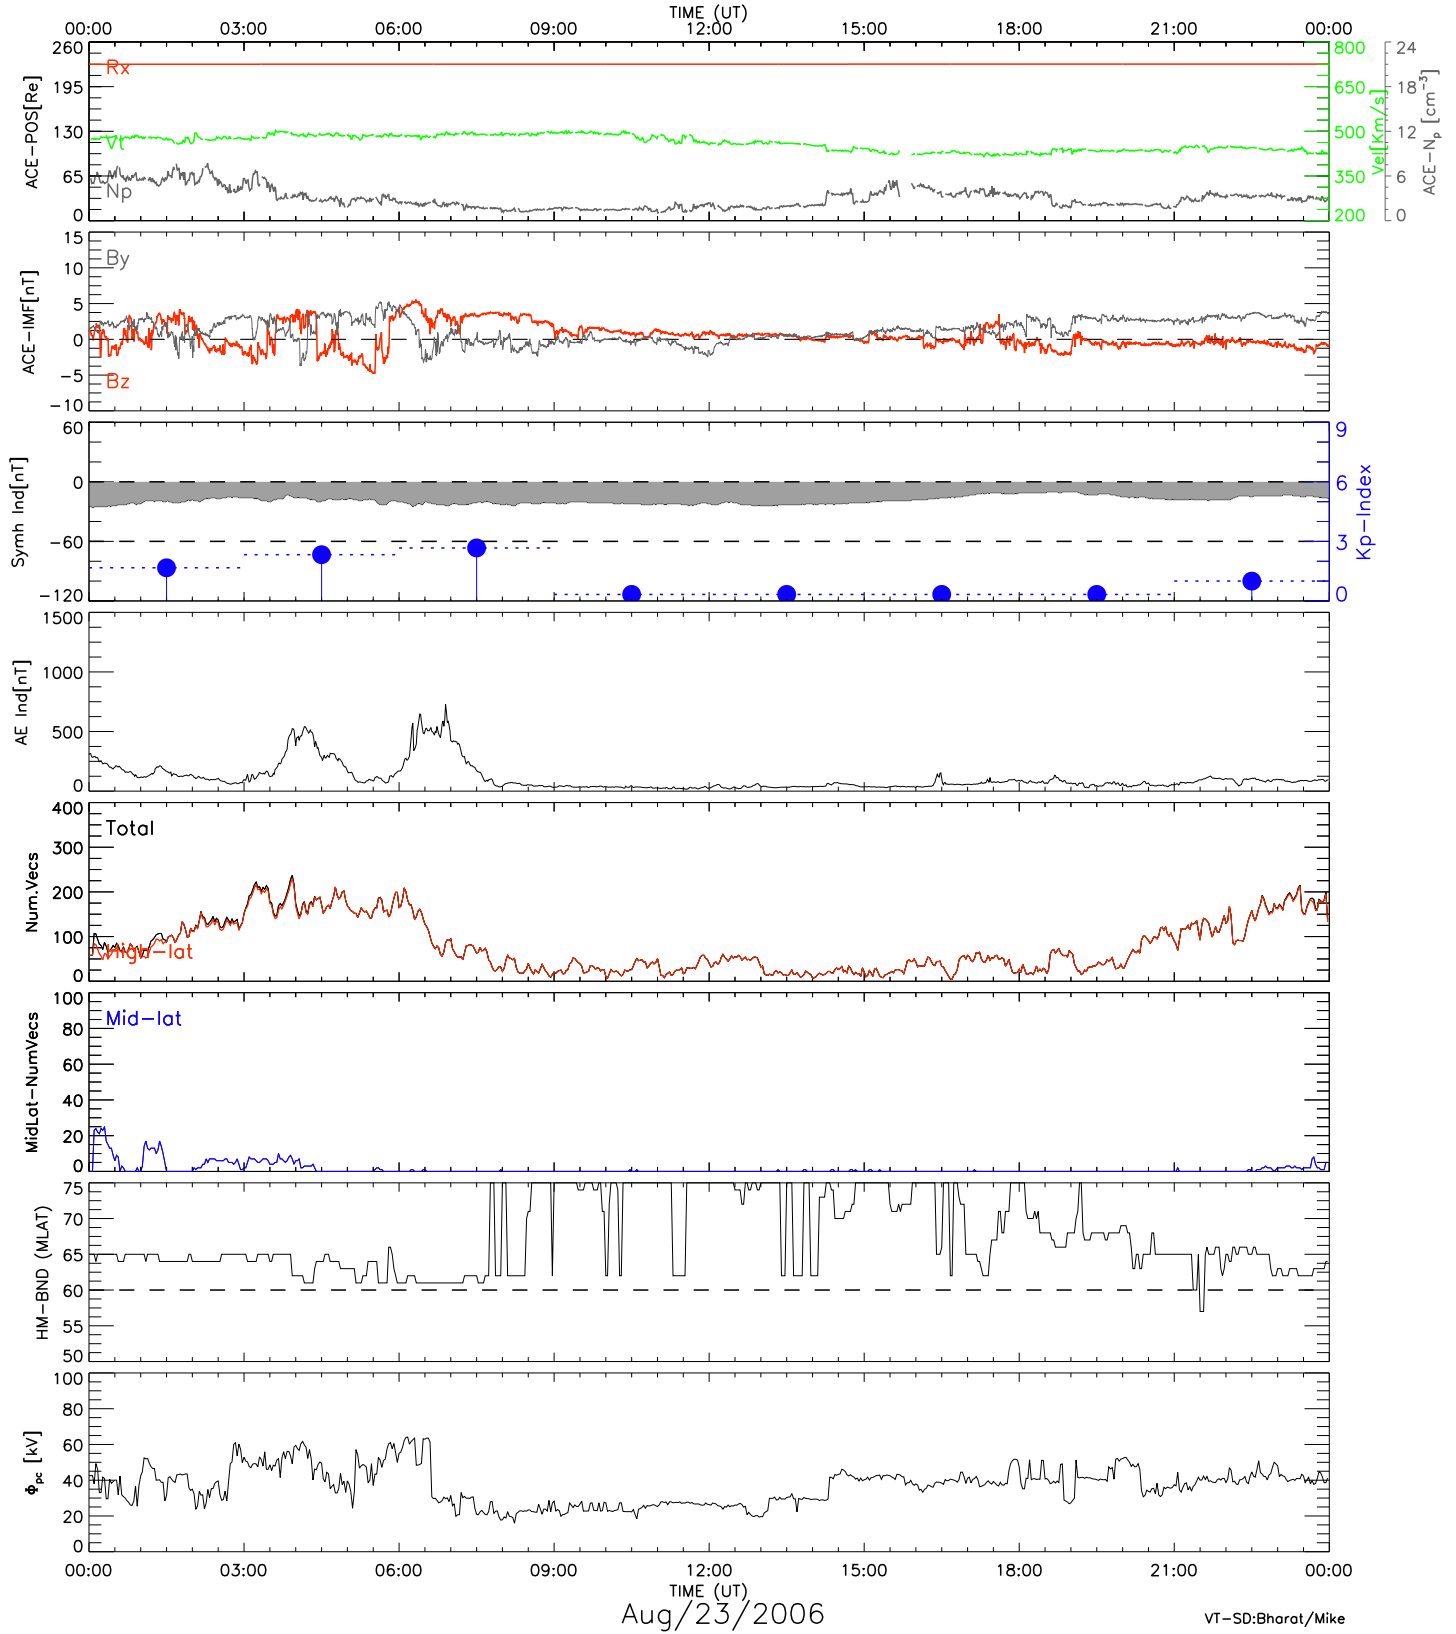 TIME (UT)
00:00 03:00 06:00 09:00 12:00 15:00 18:00 21:00 00:00
260 195 130 65 0
ACE-POS[Re]
Rx
Vt
Np
800 650 500 350 200
Vel[Km/s]
24 18 12 6 0
ACE-Np [cm-3]
15 10 5 0 -5 -10
ACE-IMF[nT]
By
Bz
60 0 -60 -120
Symh Ind[nT]
9 6 3 0
Kp-Index
1500 1000 500 0
AE Ind[nT]
400 300 200 100 0
Num.Vecs
Total
High-lat
100 80 60 40 20 0
MidLat-NumVecs
Mid-lat
75 70 65 60 55 50
HM-BND (MLAT)
100 80 60 40 20 0
Φpc [kV]
00:00 03:00 06:00 09:00 12:00 15:00 18:00 21:00 00:00
TIME (UT)
Aug/23/2006
VT-SD:Bharat/Mike